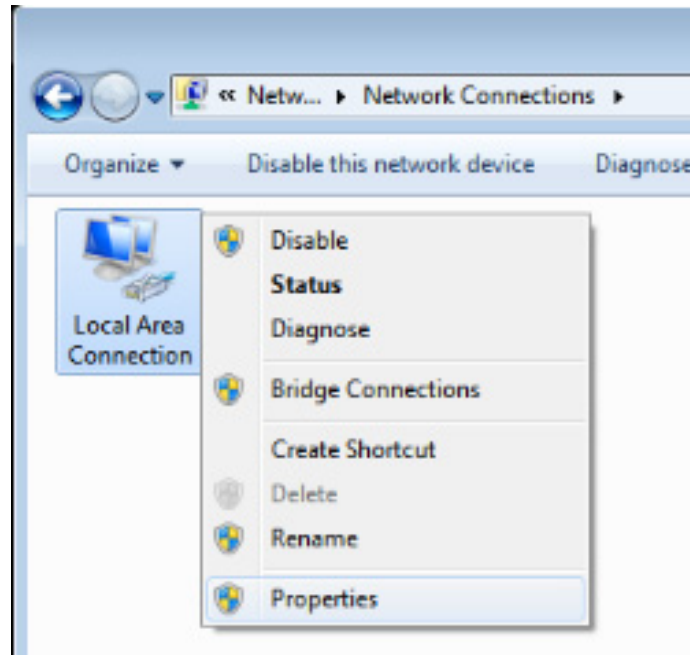 « Netw... ▸ Network Connections ▸
Organize ▾ Disable this network device Diagnose
Local Area
Connection
Disable
Status
Diagnose
Bridge Connections
Create Shortcut
Delete
Rename
Properties